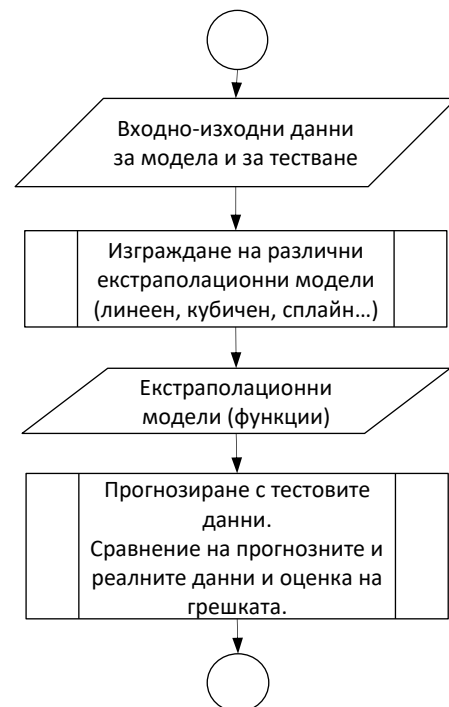 Входно-изходни данни
за модела и за тестване
Изграждане на различни
екстраполационни модели
(линеен, кубичен, сплайн…)
Екстраполационни
модели (функции)
Прогнозиране с тестовите
данни.
Сравнение на прогнозните и
реалните данни и оценка на
грешката.